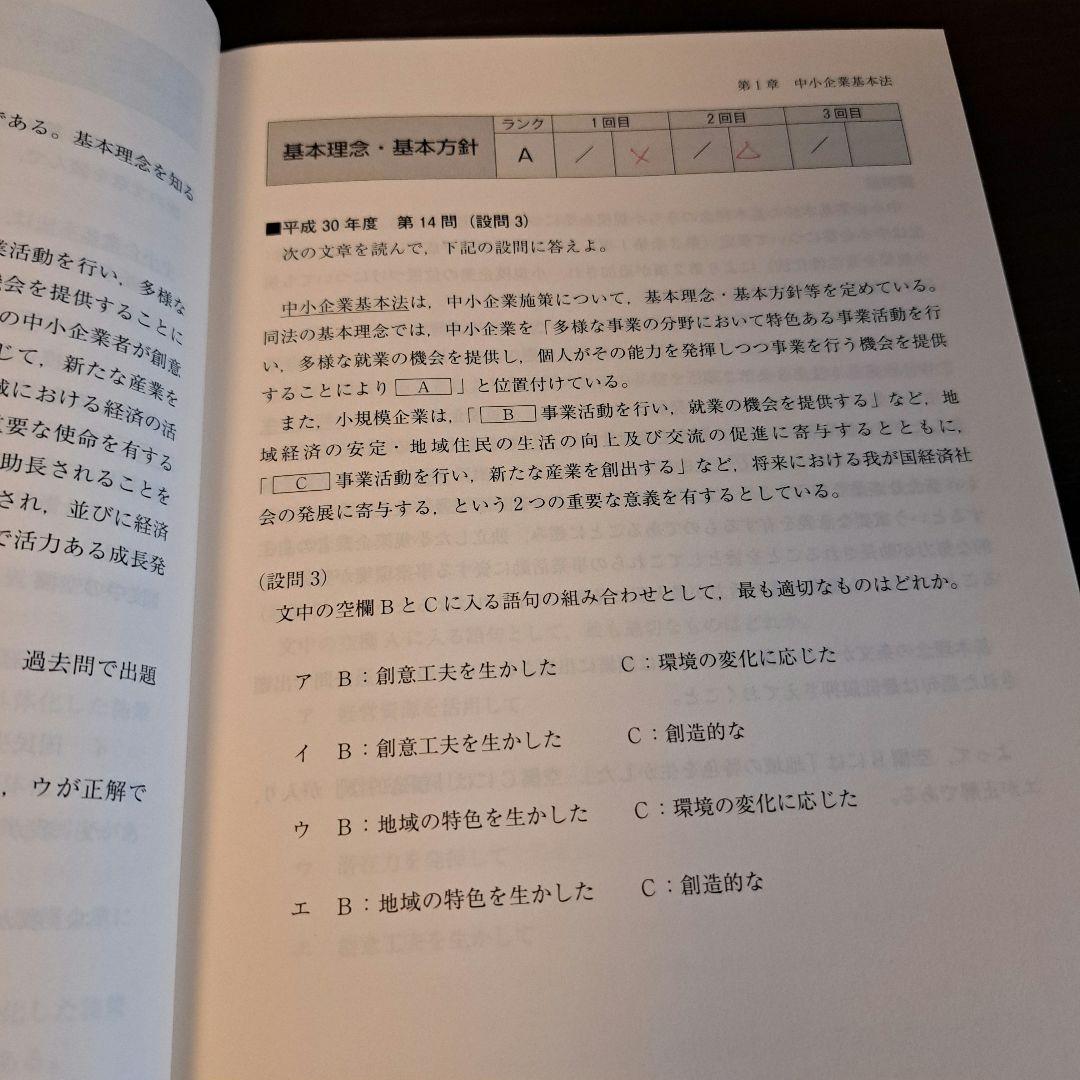 である。基本理念を知る
業活動を行い，多様な
機会を提供することに
の中小企業者が創意
じて，新たな産業を
域における経済の活
重要な使命を有する
助長されることを
され，並びに経済
で活力ある成長発
過去問で出題
，ウが正解で
第1章　中小企業基本法
基本理念・基本方針
ランク　1回目　2回目　3回目
A　／　×　／　△　／
■平成30年度　第14問（設問3）
次の文章を読んで，下記の設問に答えよ。
中小企業基本法は，中小企業施策について，基本理念・基本方針等を定めている。
同法の基本理念では，中小企業を「多様な事業の分野において特色ある事業活動を行
い，多様な就業の機会を提供し，個人がその能力を発揮しつつ事業を行う機会を提供
することにより A 」と位置付けている。
また，小規模企業は，「 B 事業活動を行い，就業の機会を提供する」など，地
域経済の安定・地域住民の生活の向上及び交流の促進に寄与するとともに，
「 C 事業活動を行い，新たな産業を創出する」など，将来における我が国経済社
会の発展に寄与する，という2つの重要な意義を有するとしている。
（設問3）
文中の空欄BとCに入る語句の組み合わせとして，最も適切なものはどれか。
ア　B：創意工夫を生かした　C：環境の変化に応じた
イ　B：創意工夫を生かした　C：創造的な
ウ　B：地域の特色を生かした　C：環境の変化に応じた
エ　B：地域の特色を生かした　C：創造的な